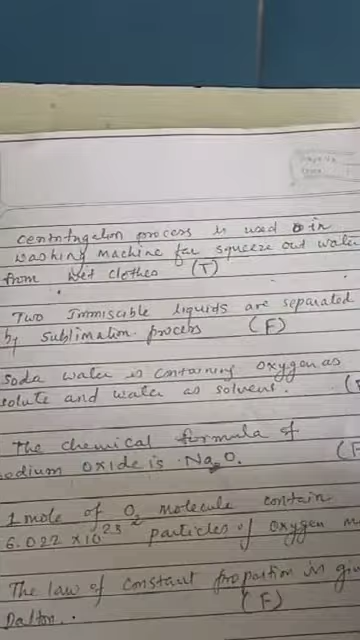 centrifugation process is used in
washing machine for squeeze out water
from wet clothes (T)
Two Immiscible liquids are separated
by sublimation process (F)
soda water is containing oxygen as
solute and water as solvent. (F
The chemical formula of
sodium oxide is Na2O. (F
1 mole of O2 molecule contain
6.022 × 10^23 particles of oxygen m
The law of constant proportion is giv
Dalton. (F)